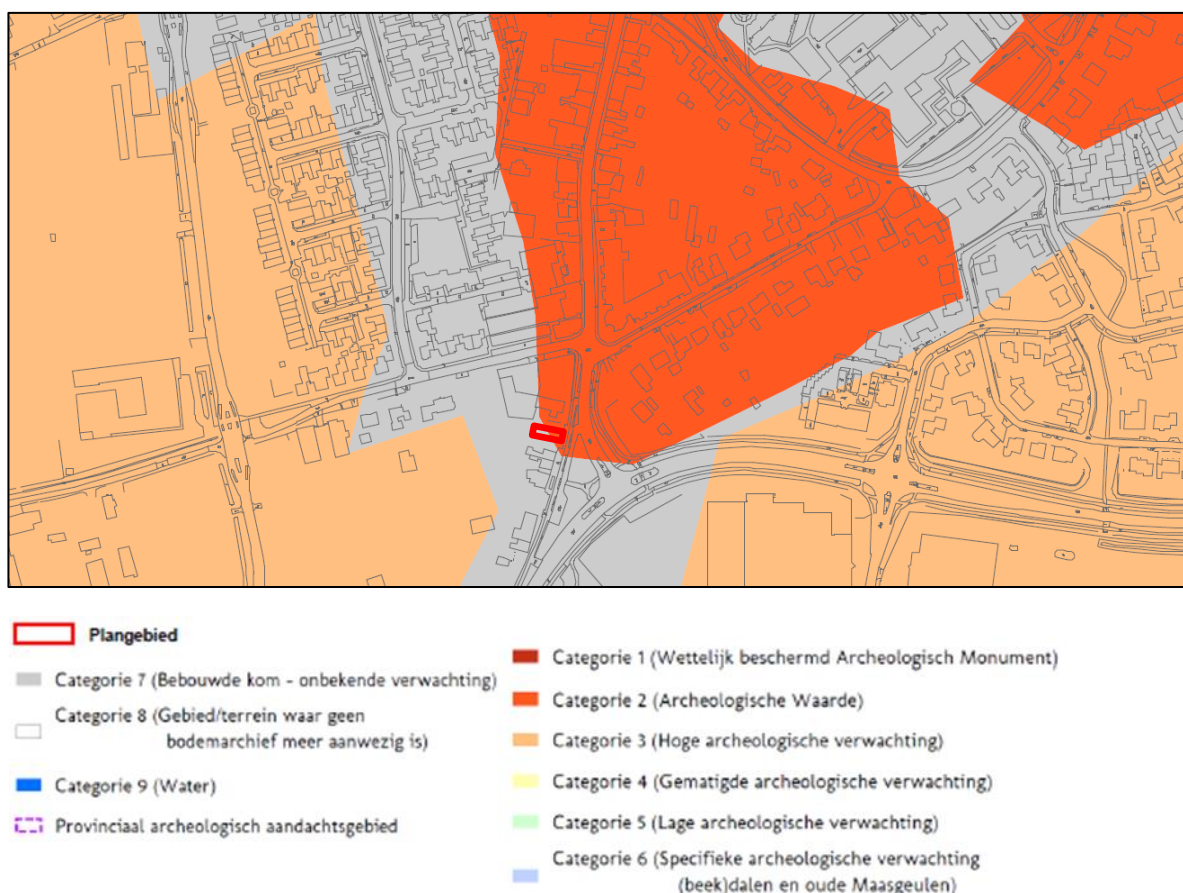 Plangebied
Categorie 7 (Bebouwde kom - onbekende verwachting)
Categorie 8 (Gebied/terrein waar geen
bodemarchief meer aanwezig is)
Categorie 9 (Water)
Provinciaal archeologisch aandachtsgebied
Categorie 1 (Wettelijk beschermd Archeologisch Monument)
Categorie 2 (Archeologische Waarde)
Categorie 3 (Hoge archeologische verwachting)
Categorie 4 (Gematigde archeologische verwachting)
Categorie 5 (Lage archeologische verwachting)
Categorie 6 (Specifieke archeologische verwachting
(beek)dalen en oude Maasgeulen)